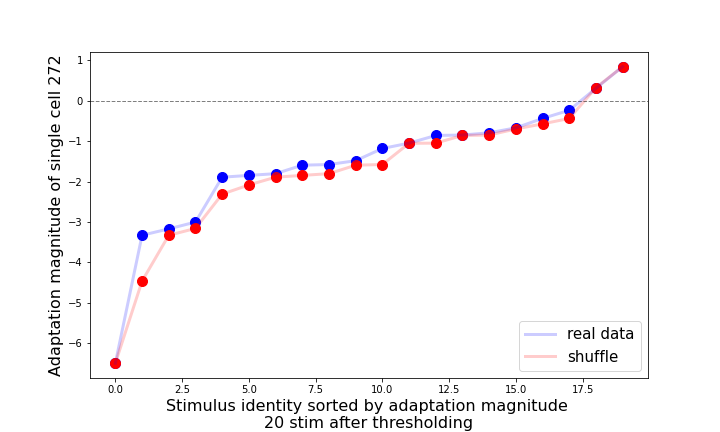 Adaptation magnitude of single cell 272
1
0
−1
−2
−3
−4
−5
−6
0.0 2.5 5.0 7.5 10.0 12.5 15.0 17.5
Stimulus identity sorted by adaptation magnitude
20 stim after thresholding
real data
shuffle